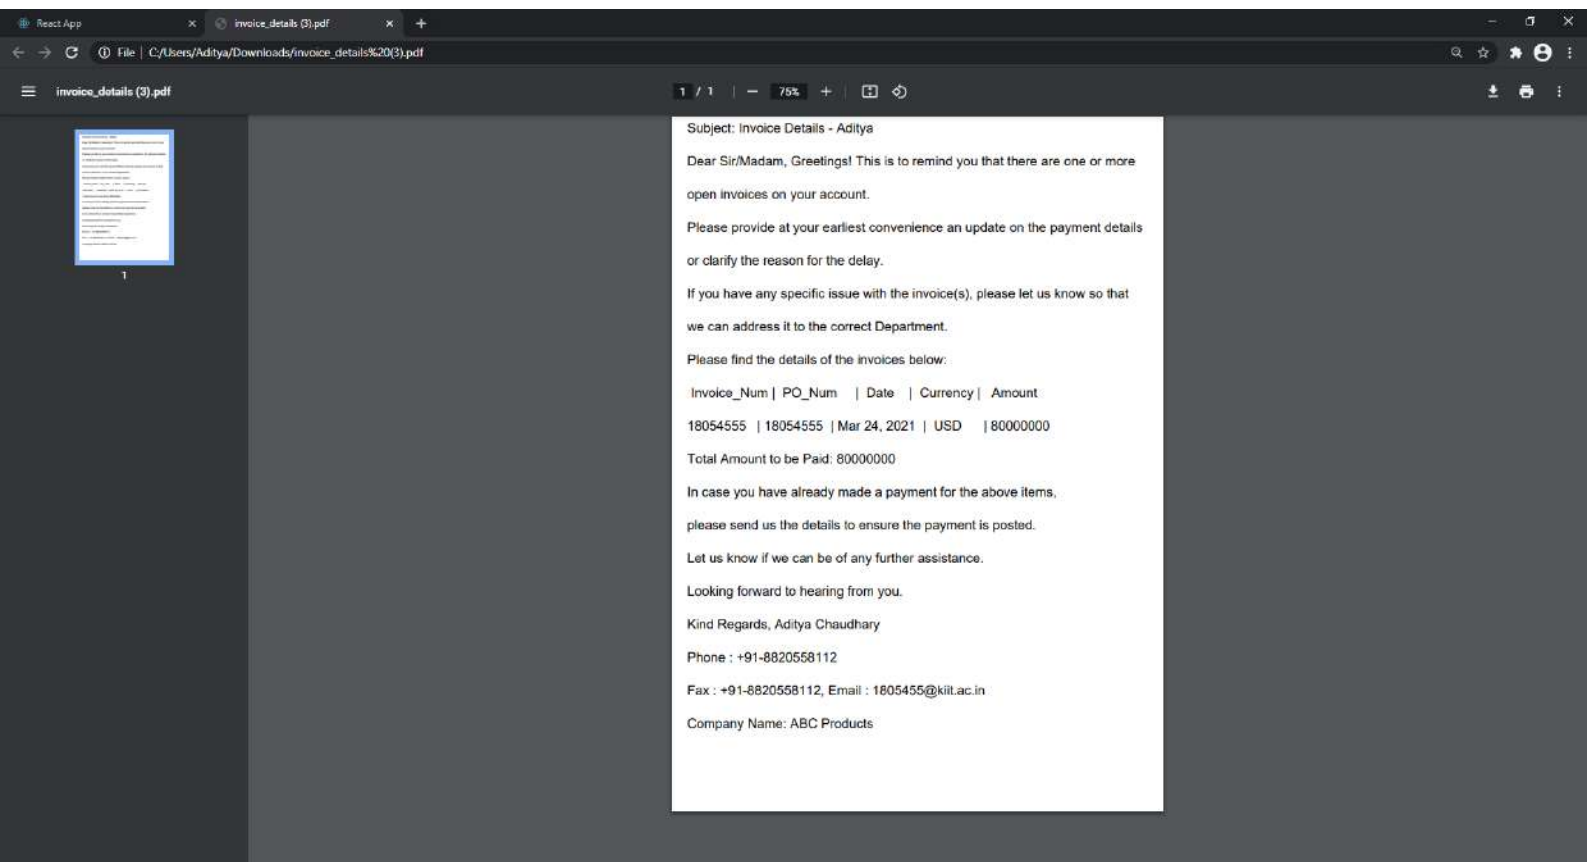 React App
invoice_details (3).pdf
File | C:/Users/Aditya/Downloads/invoice_details%20(3).pdf
invoice_details (3).pdf
1 / 1 | — 75% + |
Subject: Invoice Details - Aditya
Dear Sir/Madam, Greetings! This is to remind you that there are one or more
open invoices on your account.
Please provide at your earliest convenience an update on the payment details
or clarify the reason for the delay.
If you have any specific issue with the invoice(s), please let us know so that
we can address it to the correct Department.
Please find the details of the invoices below:
Invoice_Num | PO_Num | Date | Currency | Amount
18054555 | 18054555 | Mar 24, 2021 | USD | 80000000
Total Amount to be Paid: 80000000
In case you have already made a payment for the above items,
please send us the details to ensure the payment is posted.
Let us know if we can be of any further assistance.
Looking forward to hearing from you.
Kind Regards, Aditya Chaudhary
Phone : +91-8820558112
Fax : +91-8820558112, Email : 1805455@kiit.ac.in
Company Name: ABC Products
1